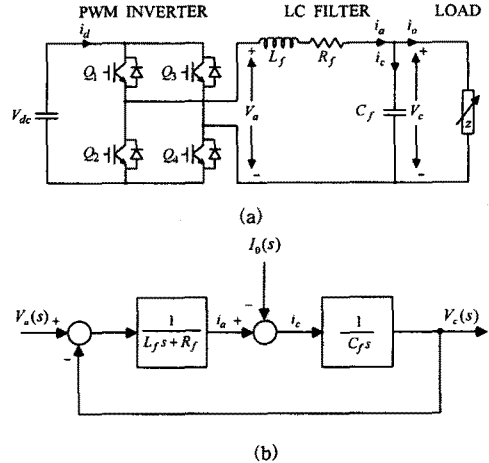 PWM INVERTER LC FILTER LOAD
i_d i_a i_o
Q_1 Q_3 L_f R_f i_c
+ +
V_dc V_a C_f V_c z
Q_2 Q_4
- -
(a)
I_0(s)
-
V_a(s) + 1 i_a + i_c 1 V_c(s)
- L_f s + R_f C_f s
(b)